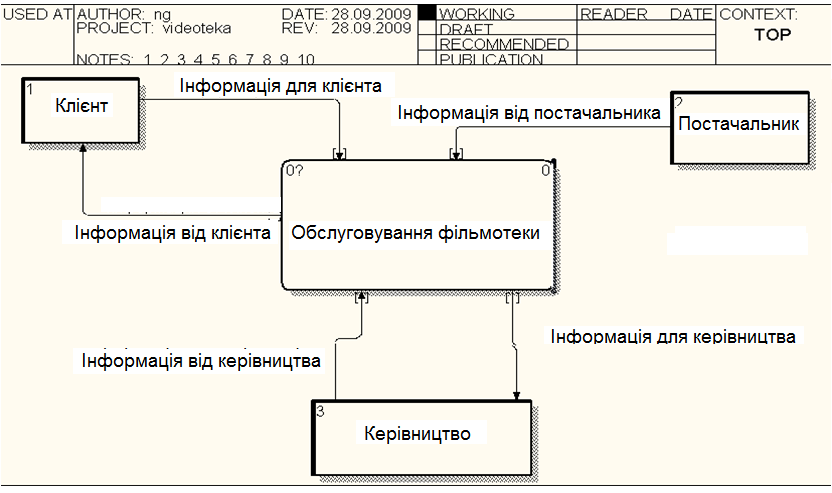 USED AT AUTHOR: ng DATE: 28.09.2009 WORKING READER DATE CONTEXT:
PROJECT: videoteka REV: 28.09.2009 DRAFT TOP
RECOMMENDED
NOTES: 1 2 3 4 5 6 7 8 9 10 PUBLICATION
1
Клієнт
Інформація для клієнта
Інформація від постачальника
2
Постачальник
0? 0
Інформація від клієнта
Обслуговування фільмотеки
Інформація для керівництва
Інформація від керівництва
3
Керівництво